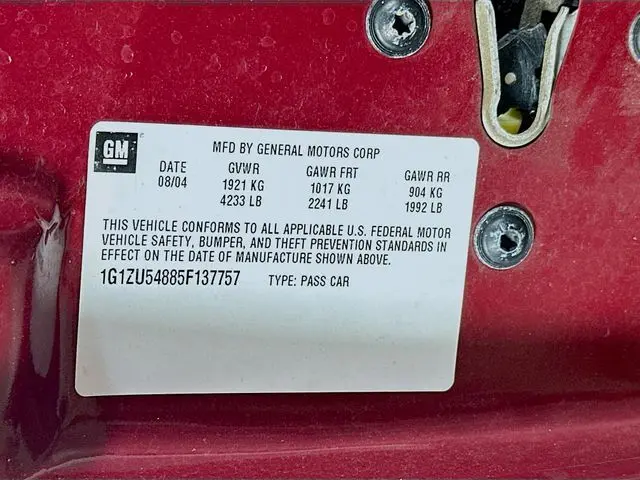 GM
MFD BY GENERAL MOTORS CORP
DATE GVWR GAWR FRT GAWR RR
08/04 1921 KG 1017 KG 904 KG
4233 LB 2241 LB 1992 LB
THIS VEHICLE CONFORMS TO ALL APPLICABLE U.S. FEDERAL MOTOR
VEHICLE SAFETY, BUMPER, AND THEFT PREVENTION STANDARDS IN
EFFECT ON THE DATE OF MANUFACTURE SHOWN ABOVE.
1G1ZU54885F137757 TYPE: PASS CAR